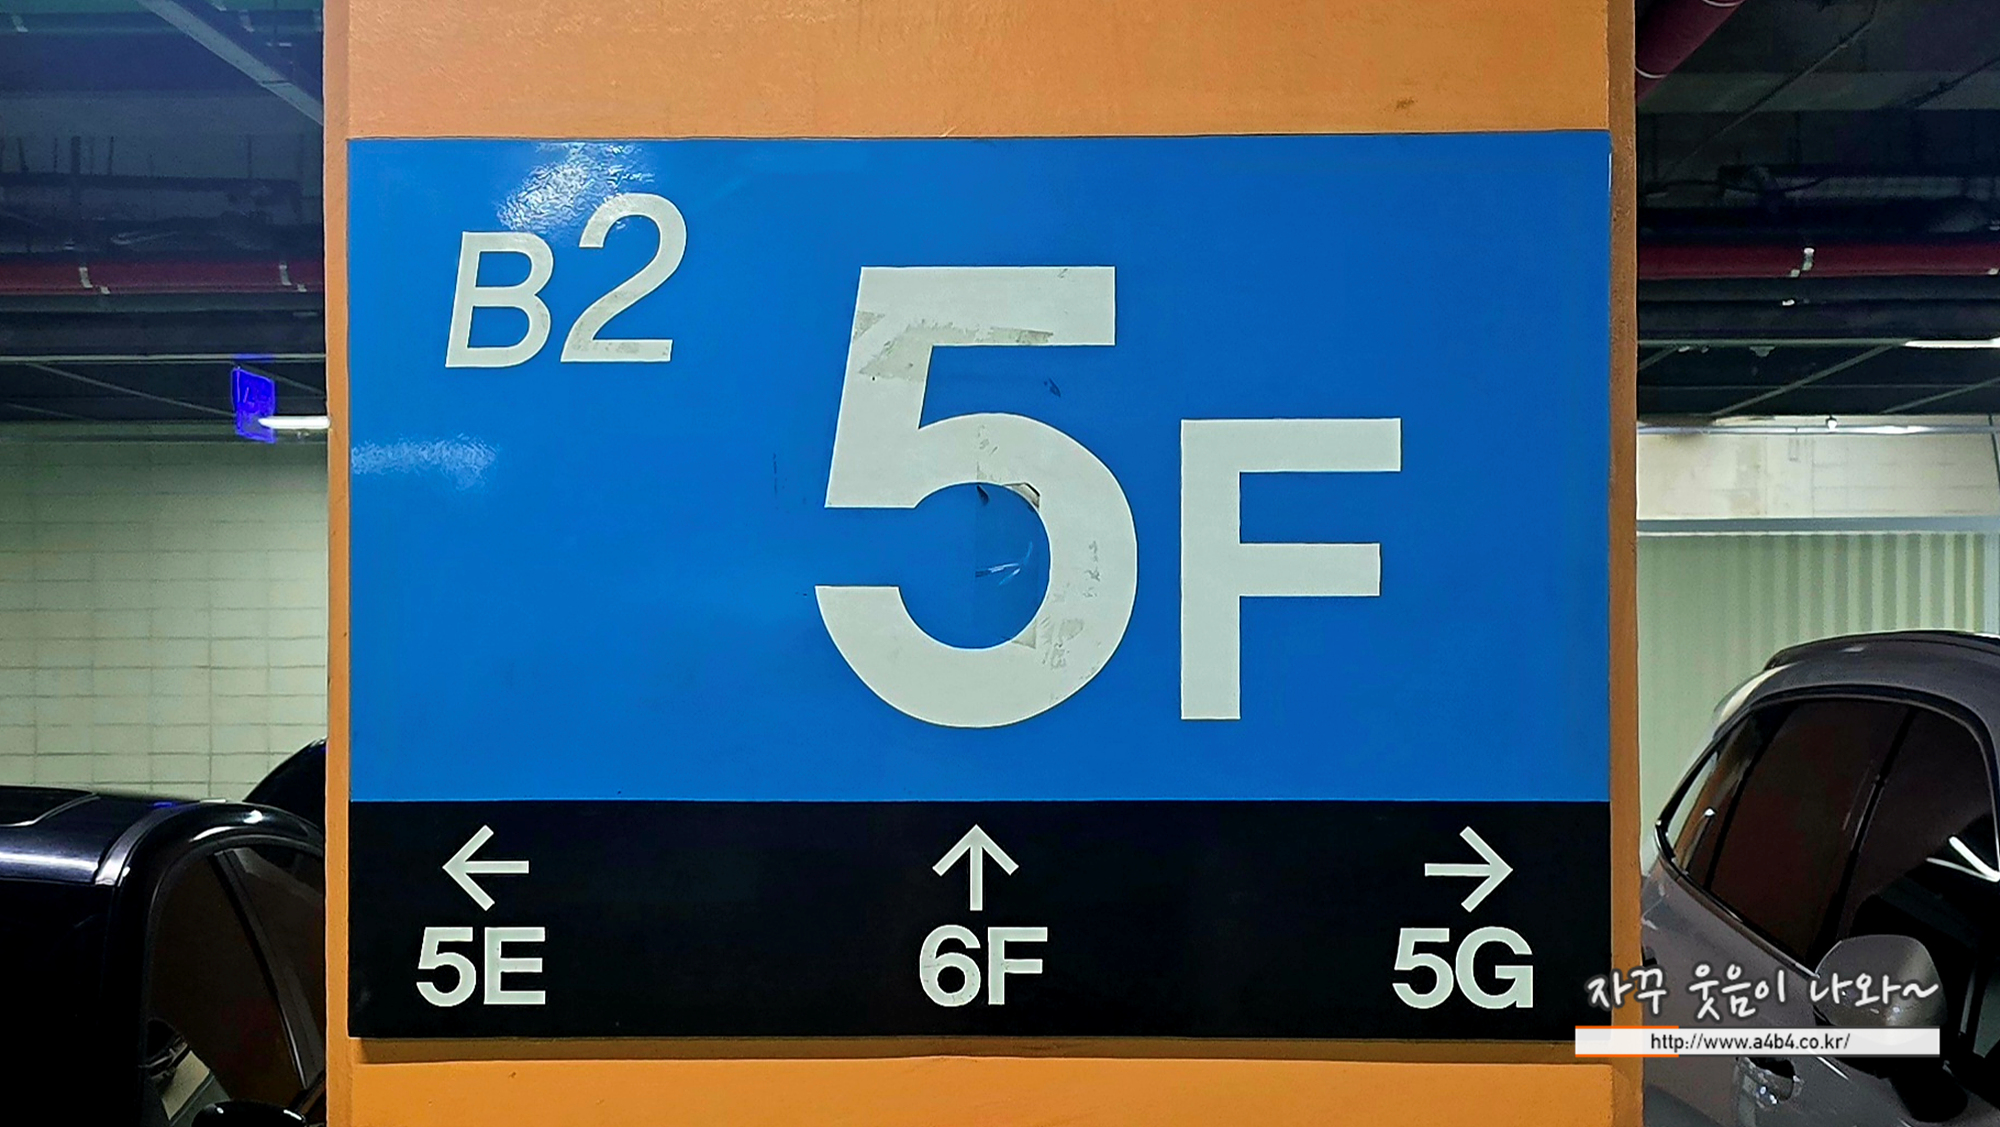 B2
5F
← ↑ →
5E 6F 5G
자꾸 웃음이 나와~
http://www.a4b4.co.kr/